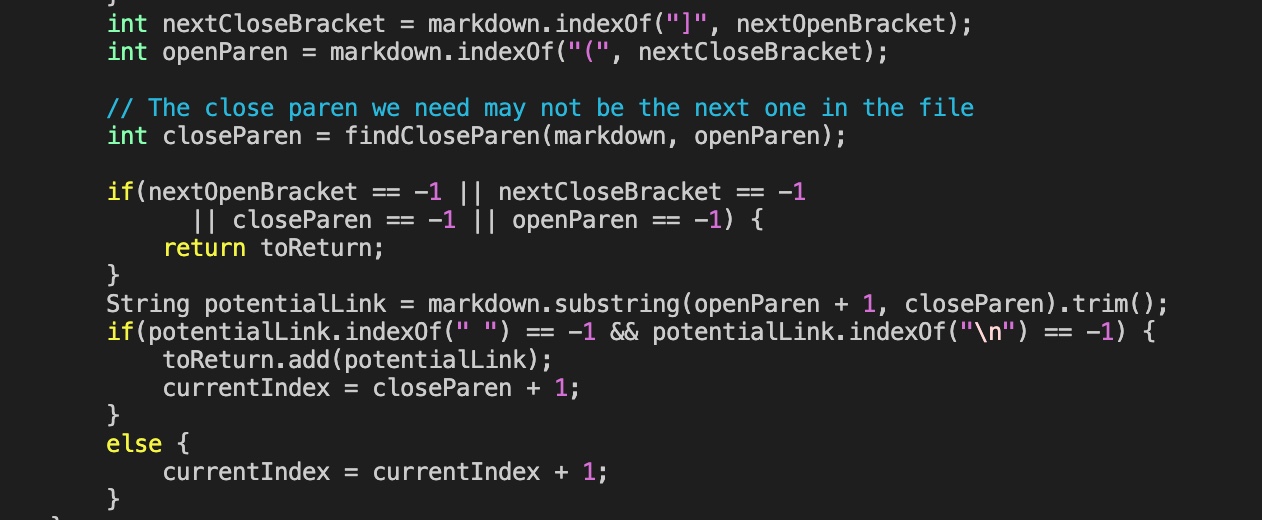 }
int nextCloseBracket = markdown.indexOf("]", nextOpenBracket);
int openParen = markdown.indexOf("(", nextCloseBracket);
// The close paren we need may not be the next one in the file
int closeParen = findCloseParen(markdown, openParen);
if(nextOpenBracket == -1 || nextCloseBracket == -1
|| closeParen == -1 || openParen == -1) {
return toReturn;
}
String potentialLink = markdown.substring(openParen + 1, closeParen).trim();
if(potentialLink.indexOf(" ") == -1 && potentialLink.indexOf("\n") == -1) {
toReturn.add(potentialLink);
currentIndex = closeParen + 1;
}
else {
currentIndex = currentIndex + 1;
}
}